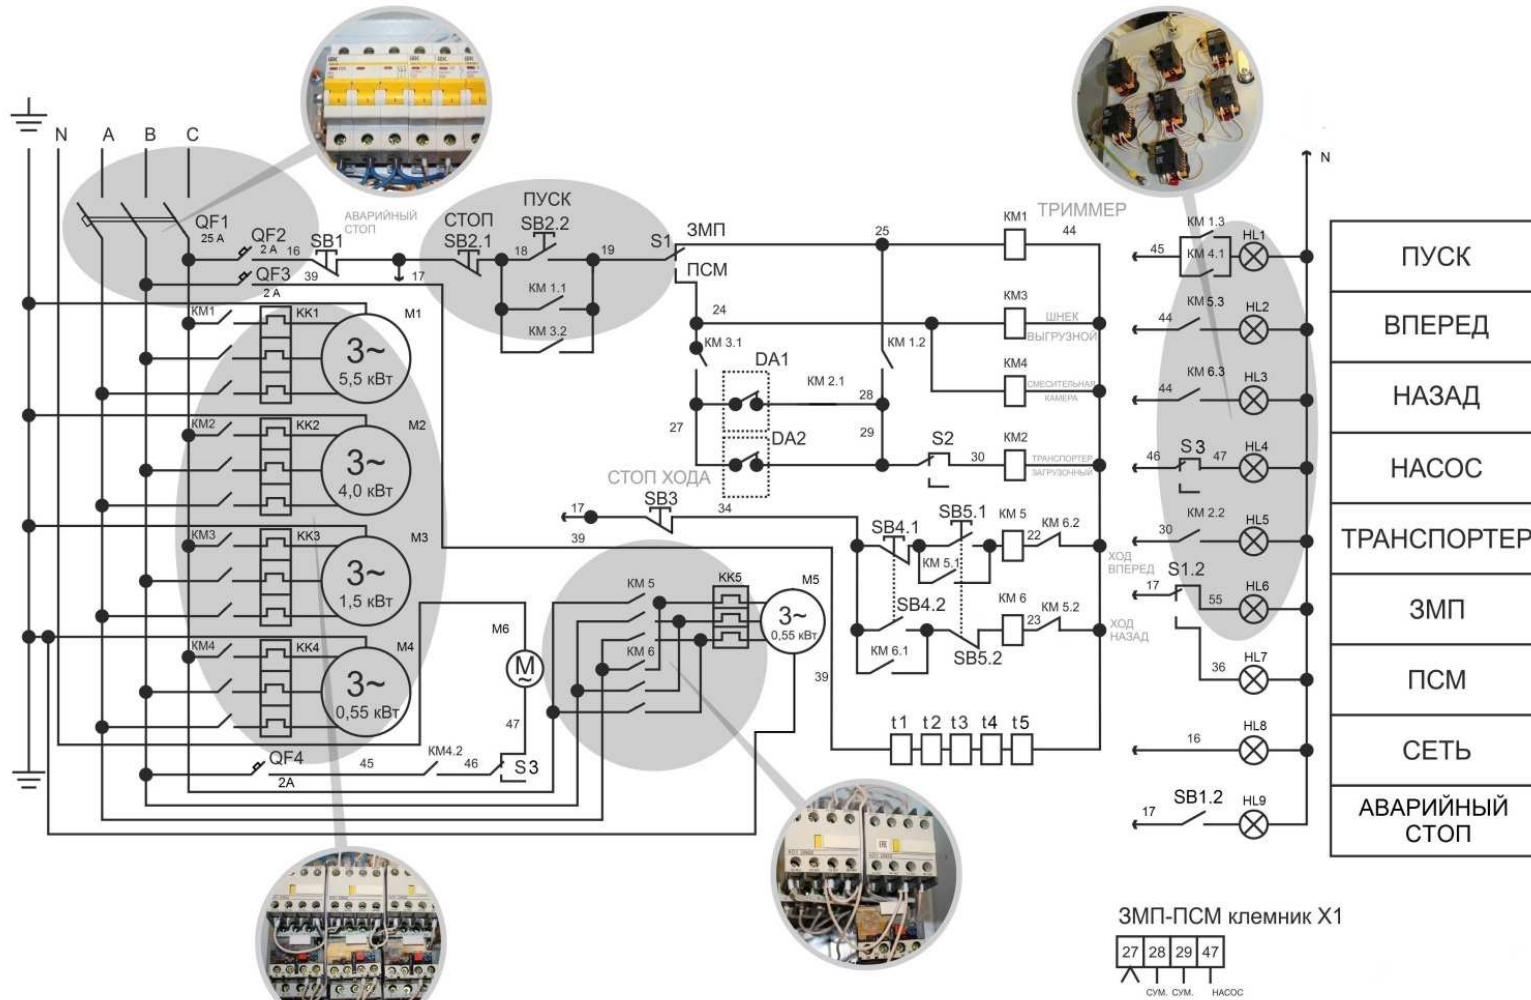 N
A
B
C
QF1
25 A
QF2
2 A
16
QF3
39
2 A
SB1
АВАРИЙНЫЙ
СТОП
17
СТОП
SB2.1
ПУСК
SB2.2
18
19
КМ 1.1
КМ 3.2
S1
ЗМП
ПСМ
25
КМ1
ТРИММЕР
44
24
КМ3
ШНЕК
ВЫГРУЗНОЙ
КМ 3.1
КМ 1.2
КМ4
СМЕСИТЕЛЬНАЯ
КАМЕРА
DA1
КМ 2.1
28
27
29
DA2
S2
30
КМ2
ТРАНСПОРТЕР
ЗАГРУЗОЧНЫЙ
КМ1
КК1
М1
3~
5,5 кВт
КМ2
КК2
М2
3~
4,0 кВт
КМ3
КК3
М3
3~
1,5 кВт
КМ4
КК4
М4
3~
0,55 кВт
СТОП ХОДА
17
SB3
34
39
SB4.1
SB5.1
КМ 5
22
КМ 6.2
КМ 5.1
ХОД
ВПЕРЕД
SB4.2
КМ 6
23
КМ 5.2
КМ 6.1
SB5.2
ХОД
НАЗАД
КМ 5
КК5
М5
3~
0,55 кВт
КМ 6
М6
М
~
47
39
t1
t2
t3
t4
t5
QF4
2А
45
КМ4.2
46
S3
N
45
КМ 1.3
КМ 4.1
HL1
ПУСК
44
КМ 5.3
HL2
ВПЕРЕД
44
КМ 6.3
HL3
НАЗАД
46
S 3
47
HL4
НАСОС
30
КМ 2.2
HL5
ТРАНСПОРТЕР
17
S1.2
55
HL6
ЗМП
36
HL7
ПСМ
16
HL8
СЕТЬ
17
SB1.2
HL9
АВАРИЙНЫЙ
СТОП
ЗМП-ПСМ клемник Х1
27 28 29 47
СУМ. СУМ. НАСОС